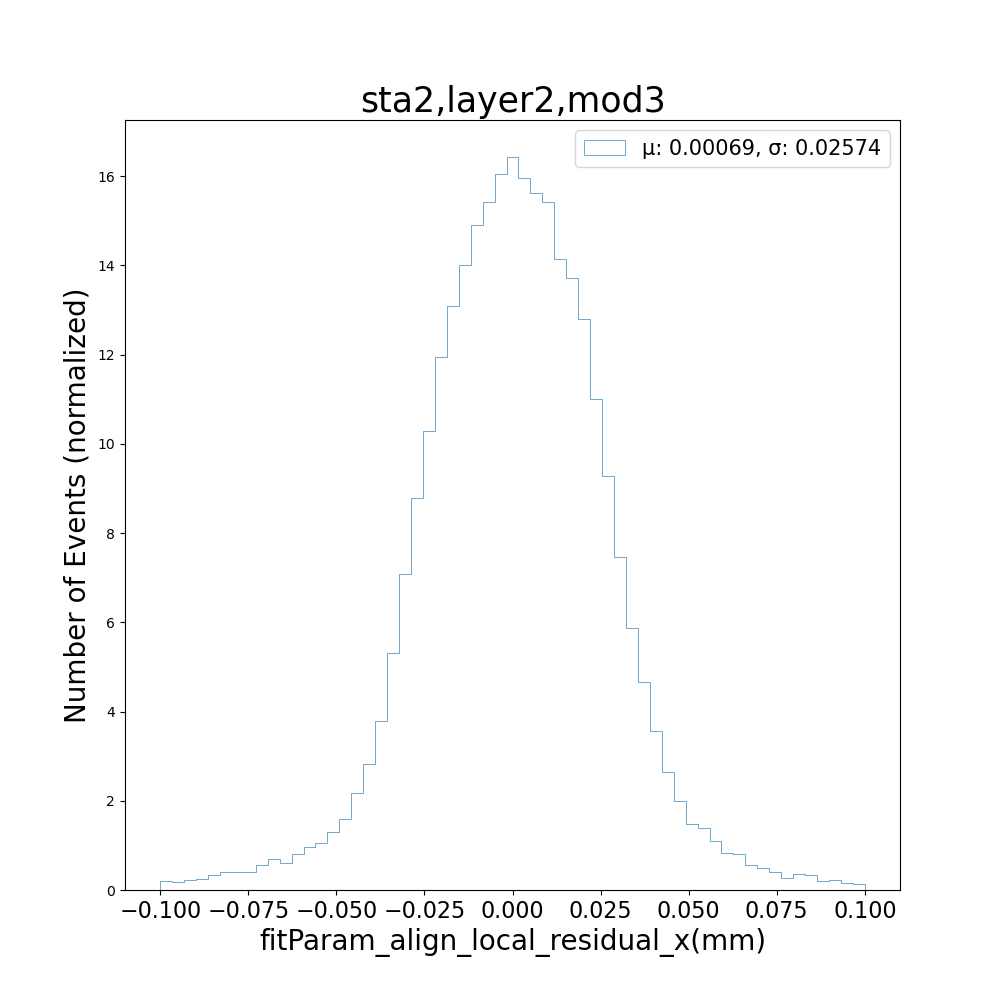 sta2,layer2,mod3
μ: 0.00069, σ: 0.02574
Number of Events (normalized)
16
14
12
10
8
6
4
2
0
−0.100 −0.075 −0.050 −0.025 0.000 0.025 0.050 0.075 0.100
fitParam_align_local_residual_x(mm)